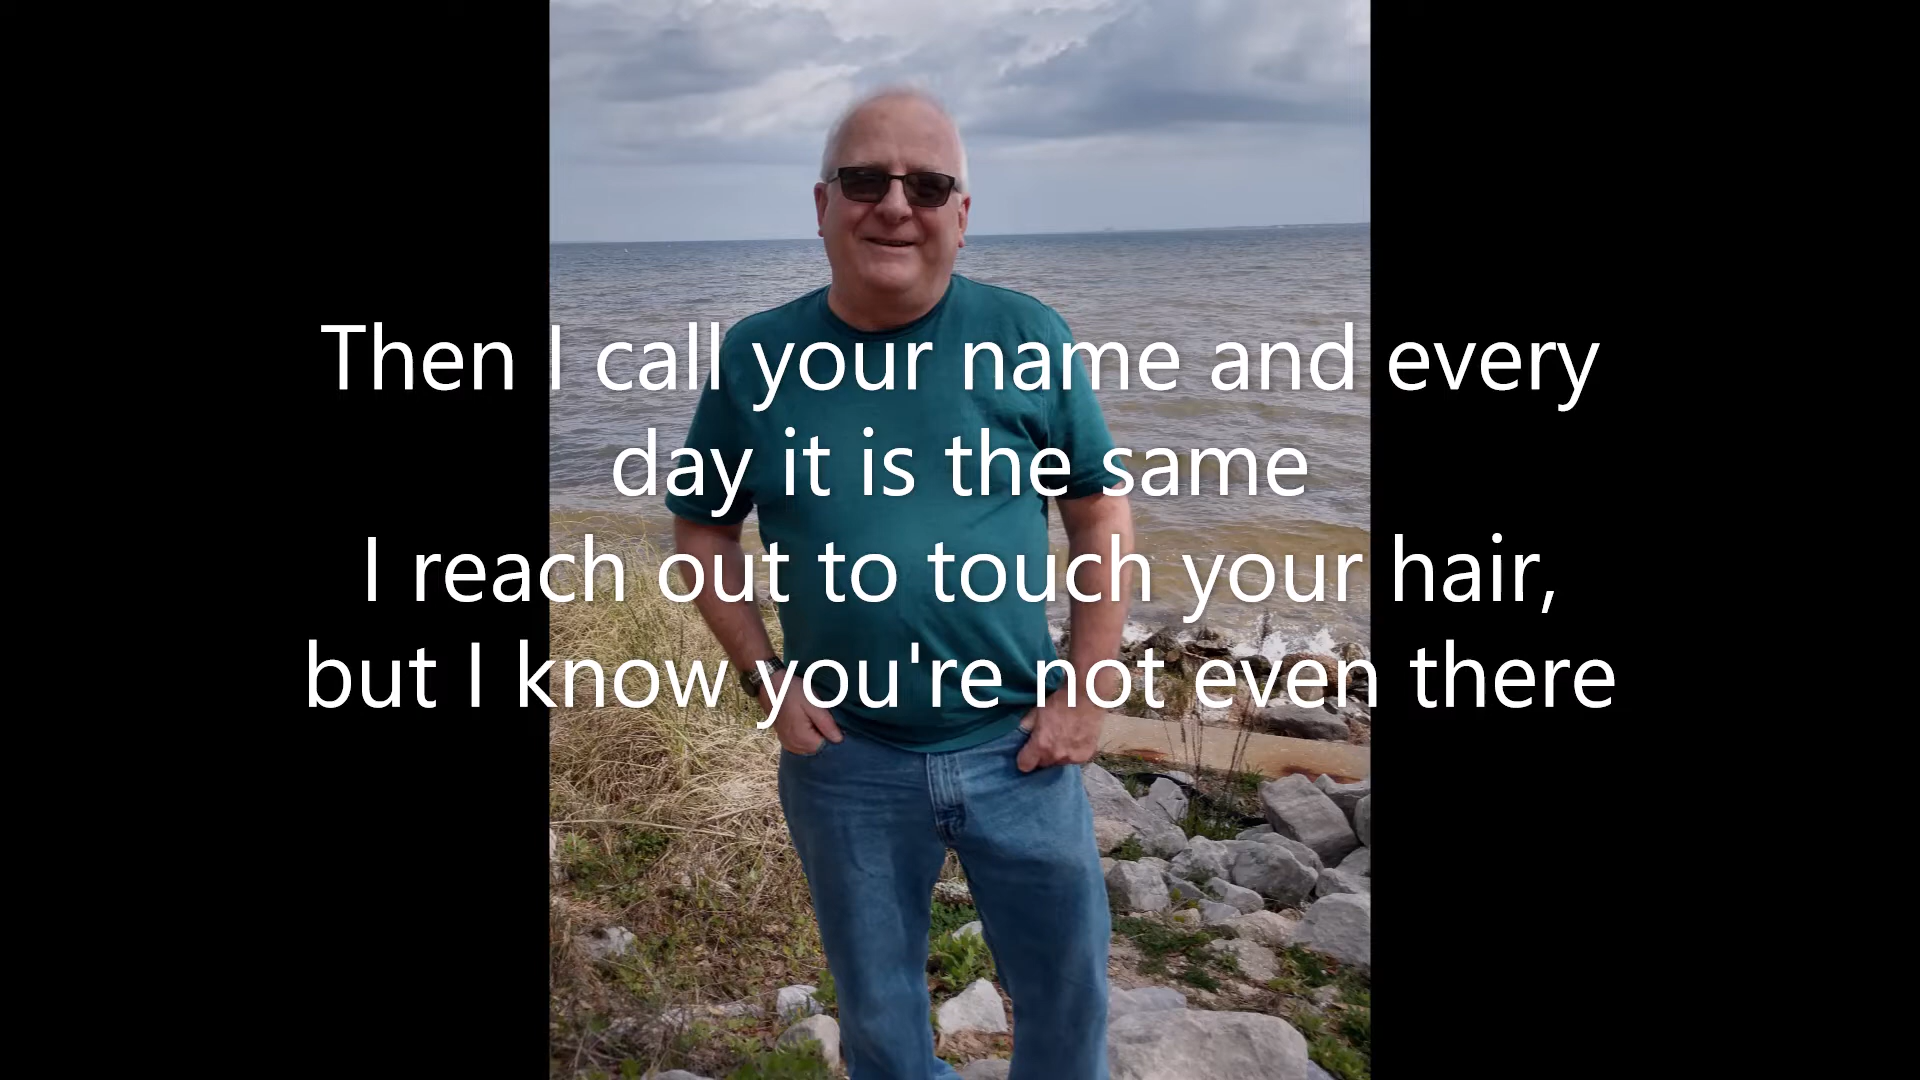 Then I call your name and every
day it is the same
I reach out to touch your hair,
but I know you're not even there